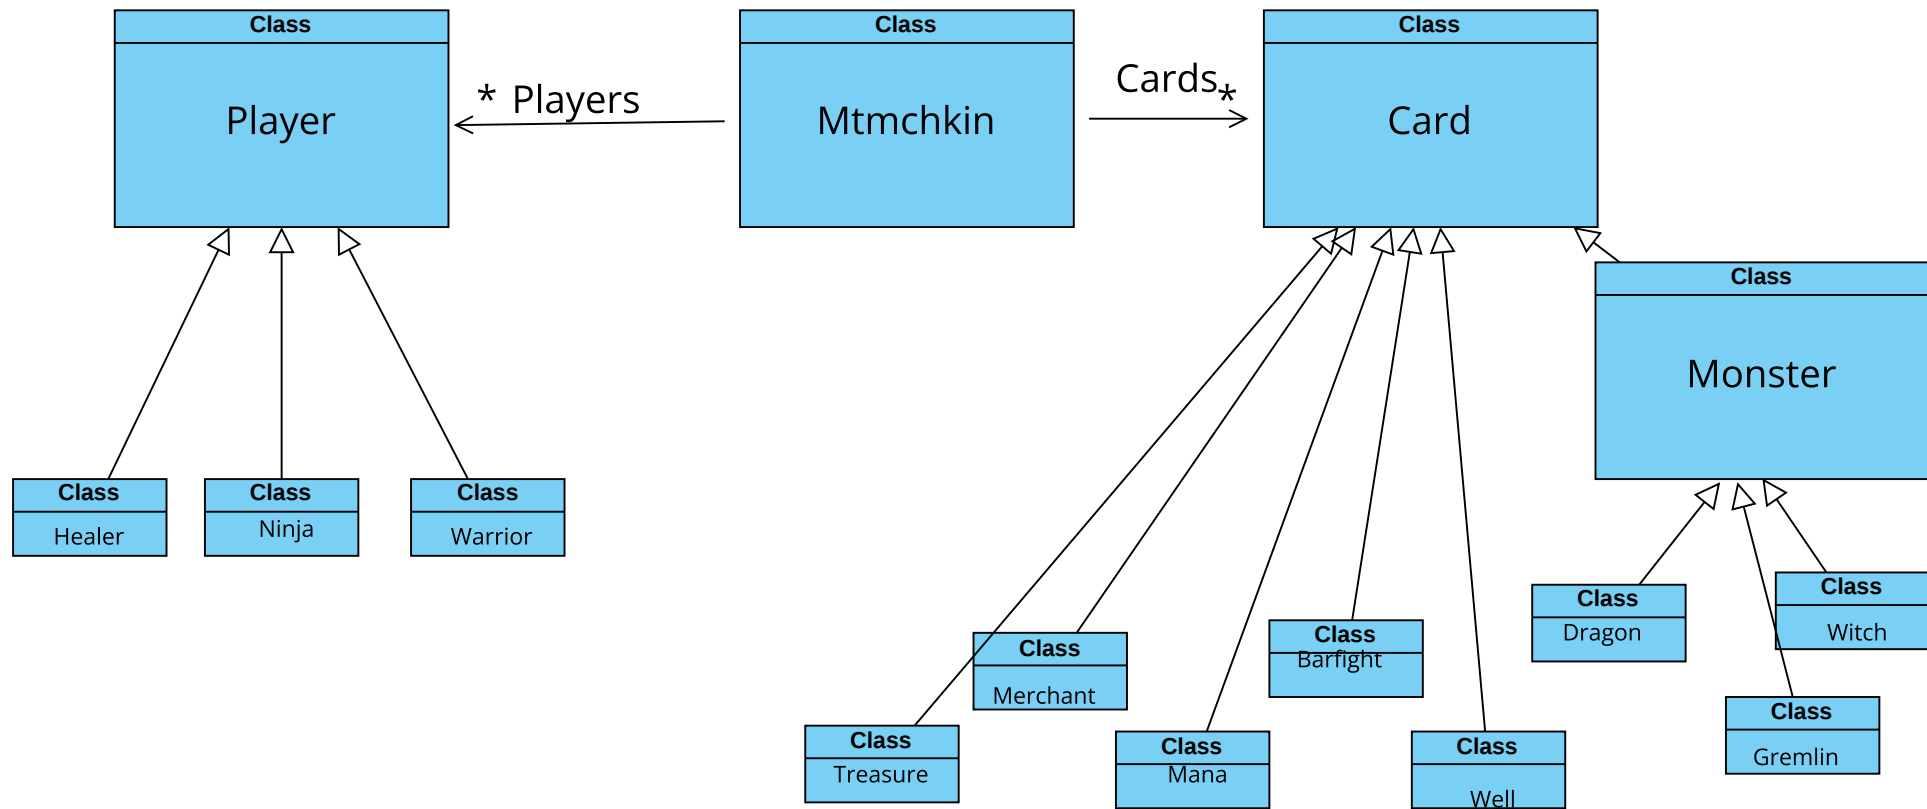 Class
Player
* Players
Class
Mtmchkin
Cards
*
Class
Card
Class
Monster
Class
Healer
Class
Ninja
Class
Warrior
Class
Treasure
Class
Merchant
Class
Mana
Class
Barfight
Class
Well
Class
Dragon
Class
Witch
Class
Gremlin